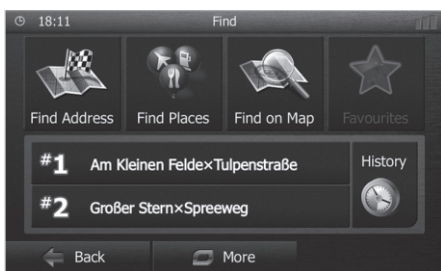 18:11 Find
Find Address Find Places Find on Map Favourites
#1 Am Kleinen Felde×Tulpenstraße
History
#2 Großer Stern×Spreeweg
Back More